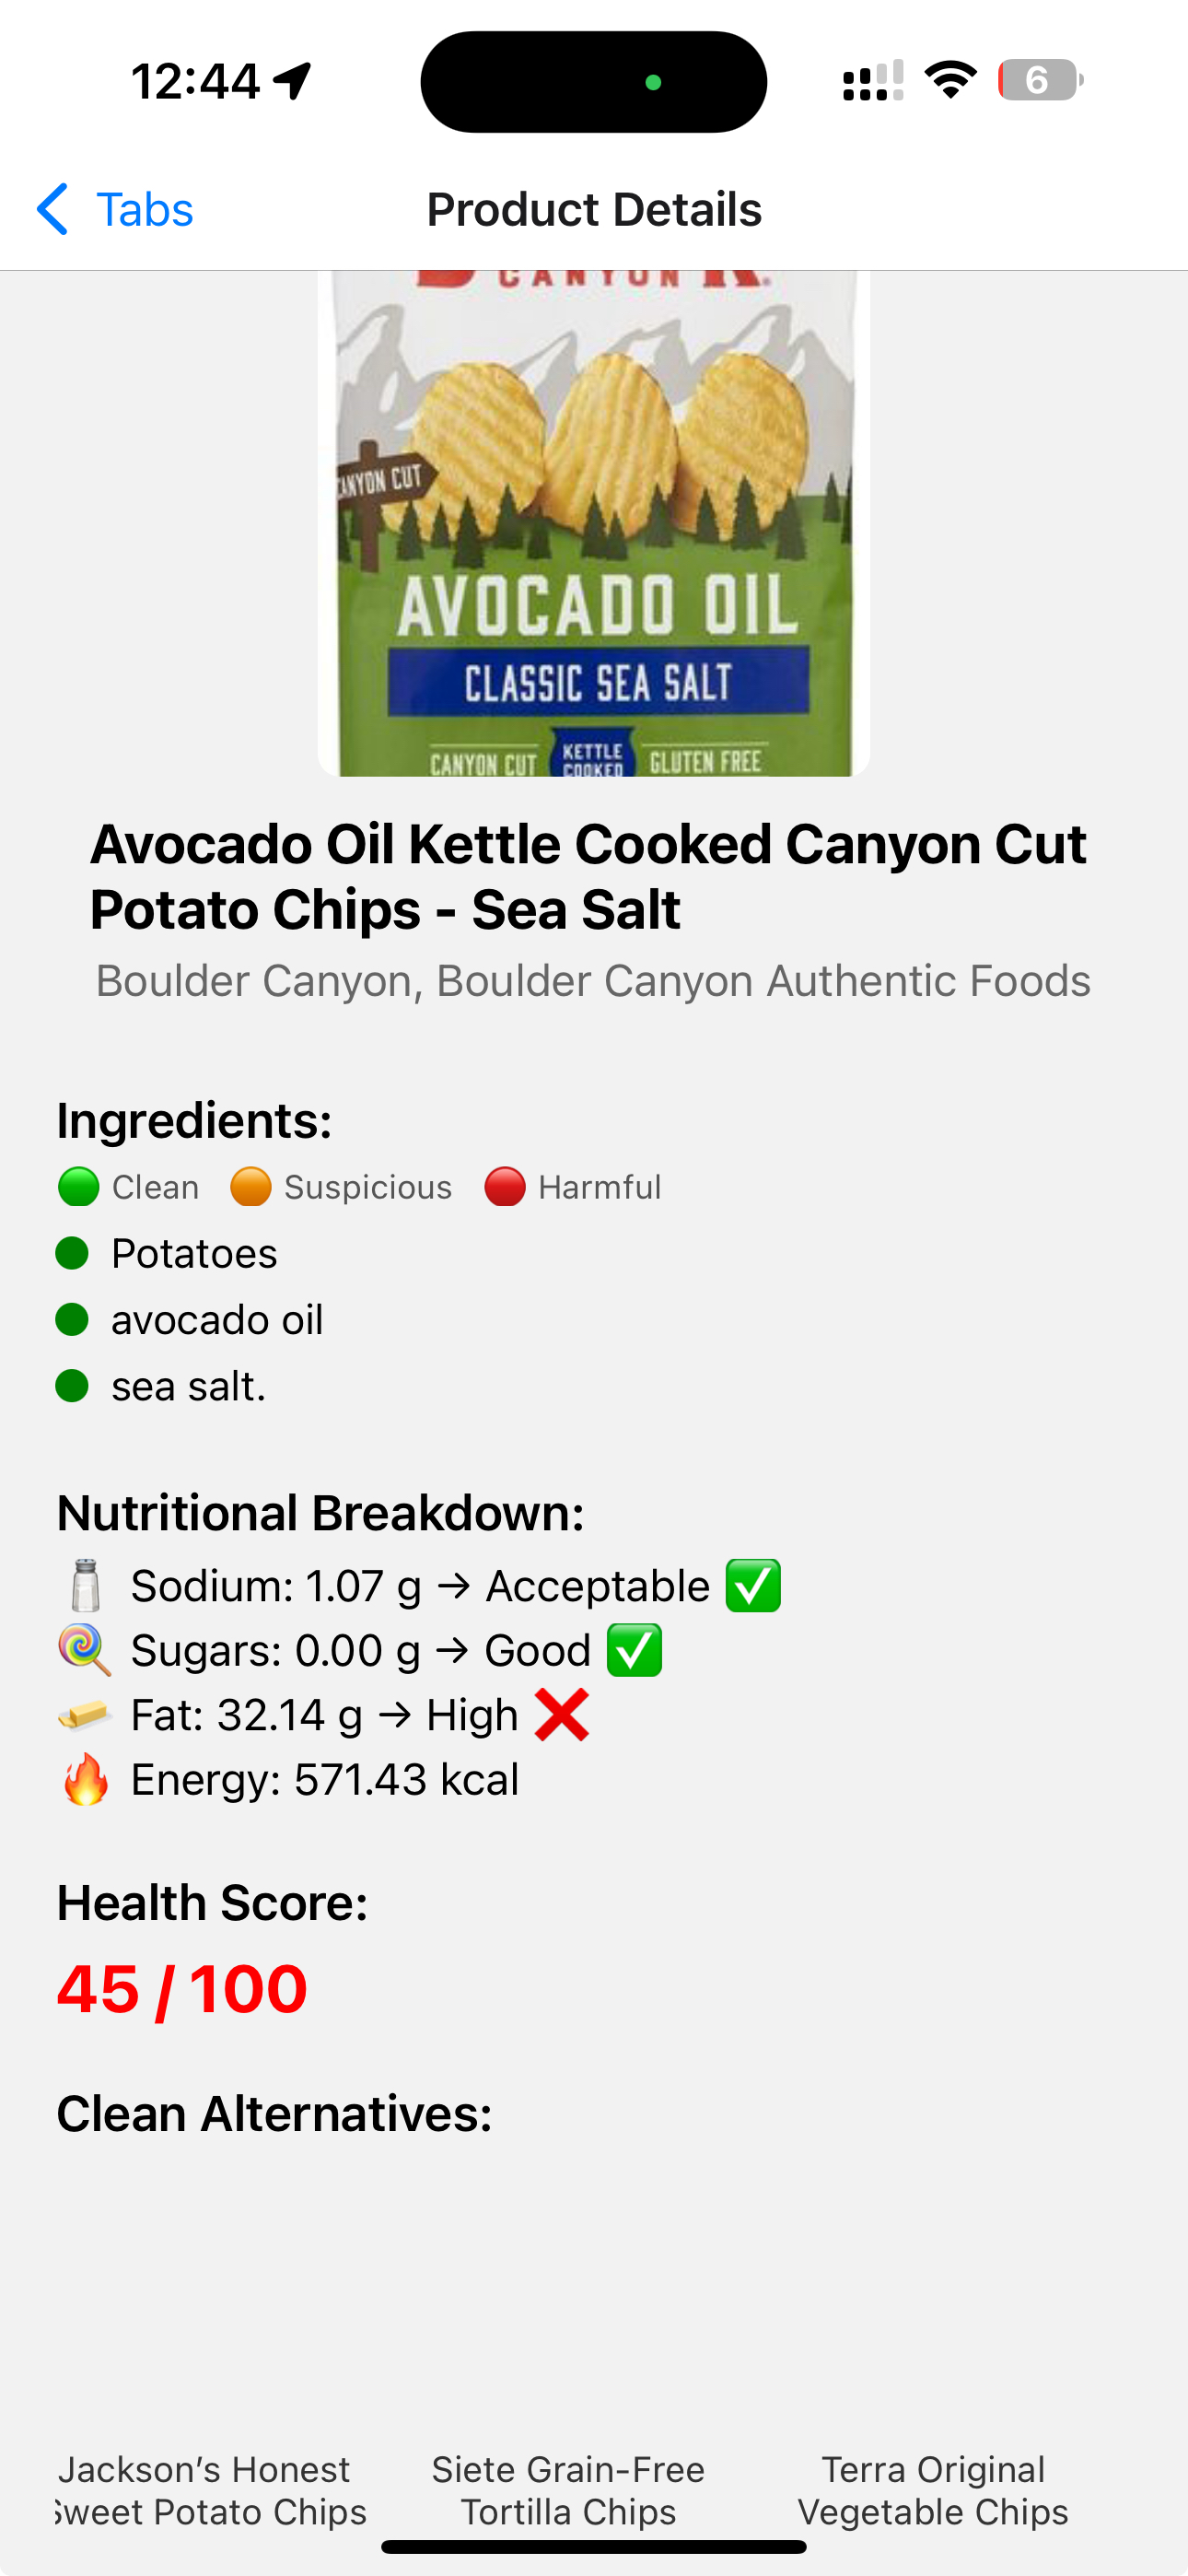 12:44
6
Tabs
Product Details
CANYON
CANYON CUT
AVOCADO OIL
CLASSIC SEA SALT
CANYON CUT
KETTLE
COOKED
GLUTEN FREE
Avocado Oil Kettle Cooked Canyon Cut
Potato Chips - Sea Salt
Boulder Canyon, Boulder Canyon Authentic Foods
Ingredients:
Clean Suspicious Harmful
Potatoes
avocado oil
sea salt.
Nutritional Breakdown:
Sodium: 1.07 g → Acceptable ✅
Sugars: 0.00 g → Good ✅
Fat: 32.14 g → High ❌
Energy: 571.43 kcal
Health Score:
45 / 100
Clean Alternatives:
Jackson's Honest
Sweet Potato Chips
Siete Grain-Free
Tortilla Chips
Terra Original
Vegetable Chips